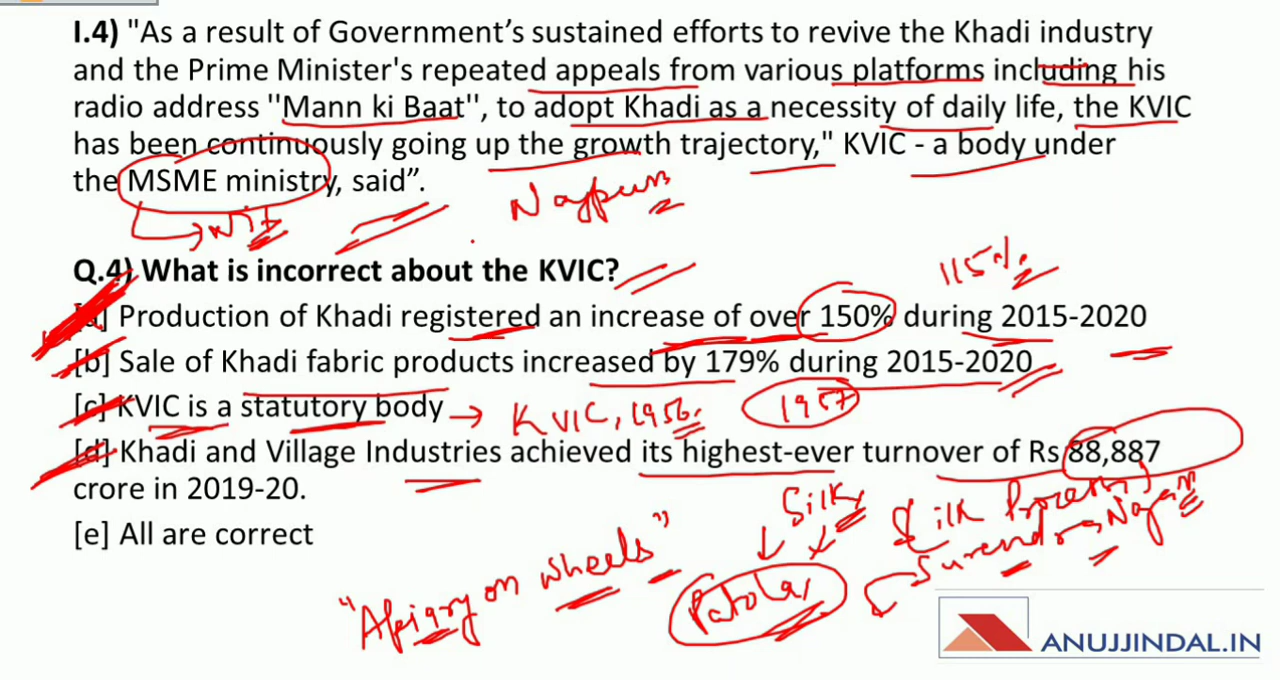 I.4) "As a result of Government's sustained efforts to revive the Khadi industry
and the Prime Minister's repeated appeals from various platforms including his
radio address ''Mann ki Baat'', to adopt Khadi as a necessity of daily life, the KVIC
has been continuously going up the growth trajectory," KVIC - a body under
the MSME ministry, said”.
Q.4) What is incorrect about the KVIC?
115%
[a] Production of Khadi registered an increase of over 150% during 2015-2020
[b] Sale of Khadi fabric products increased by 179% during 2015-2020
[c] KVIC is a statutory body → KVIC, 1956. 1957
[d] Khadi and Village Industries achieved its highest-ever turnover of Rs 88,887
crore in 2019-20.
Silk
Silk
Surendra Nagar
[e] All are correct
"Apiary on wheels"
Patola
ANUJJINDAL.IN